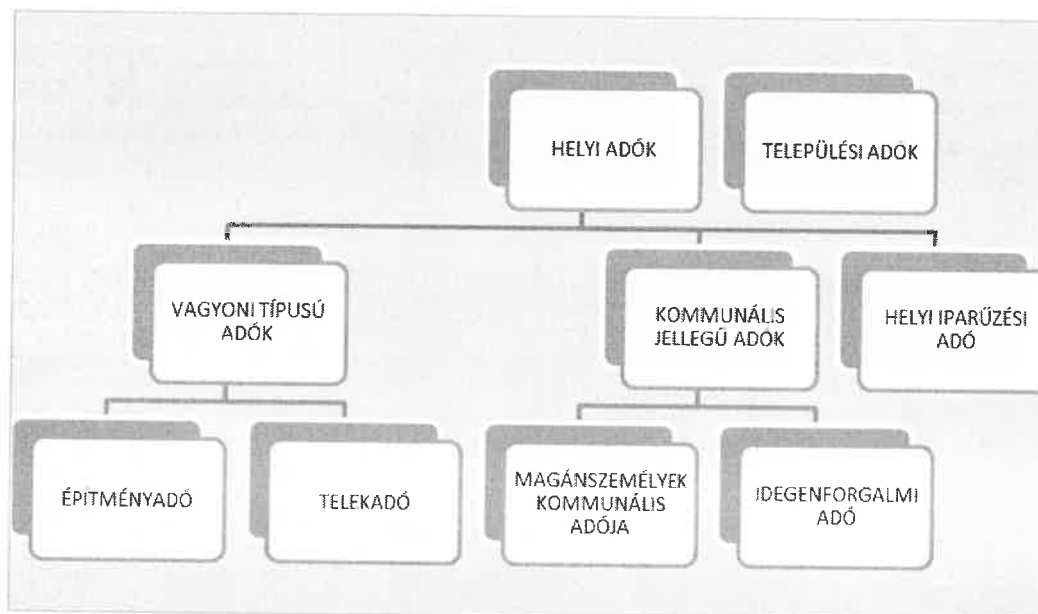 HELYI ADÓK
TELEPÜLÉSI ADÓK
VAGYONI TÍPUSÚ
ADÓK
KOMMUNÁLIS
JELLEGŰ ADÓK
HELYI IPARŰZÉSI
ADÓ
ÉPÍTMÉNYADÓ
TELEKADÓ
MAGÁNSZEMÉLYEK
KOMMUNÁLIS
ADÓJA
IDEGENFORGALMI
ADÓ